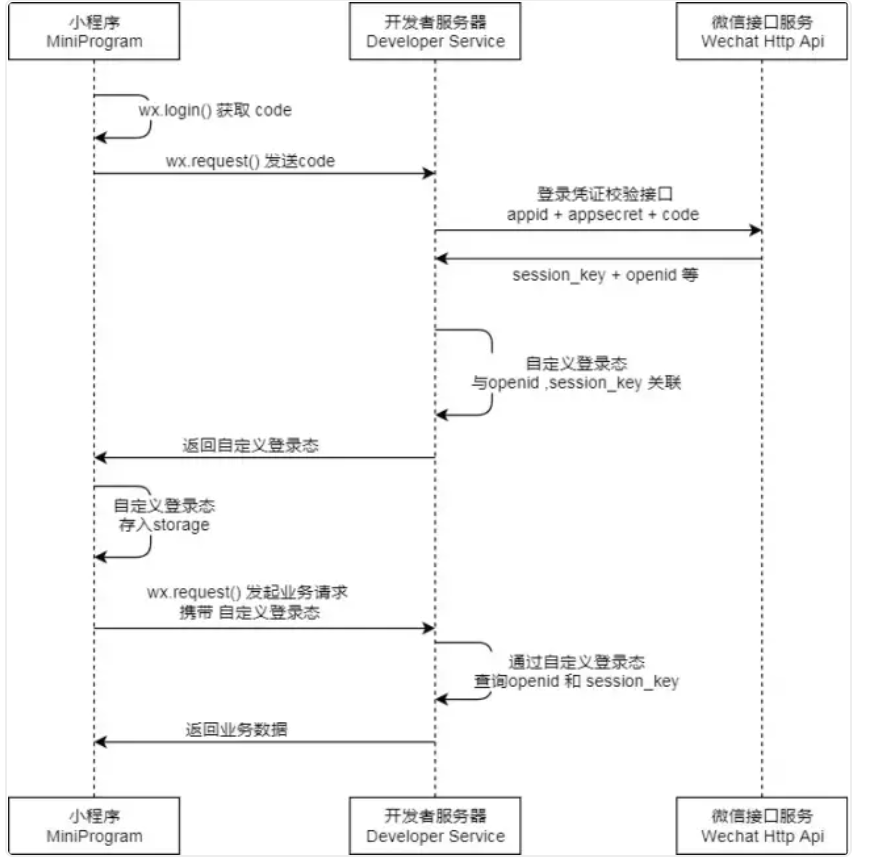 小程序
MiniProgram
开发者服务器
Developer Service
微信接口服务
Wechat Http Api
wx.login() 获取 code
wx.request() 发送code
登录凭证校验接口
appid + appsecret + code
session_key + openid 等
自定义登录态
与openid ,session_key 关联
返回自定义登录态
自定义登录态
存入storage
wx.request() 发起业务请求
携带 自定义登录态
通过自定义登录态
查询openid 和 session_key
返回业务数据
小程序
MiniProgram
开发者服务器
Developer Service
微信接口服务
Wechat Http Api